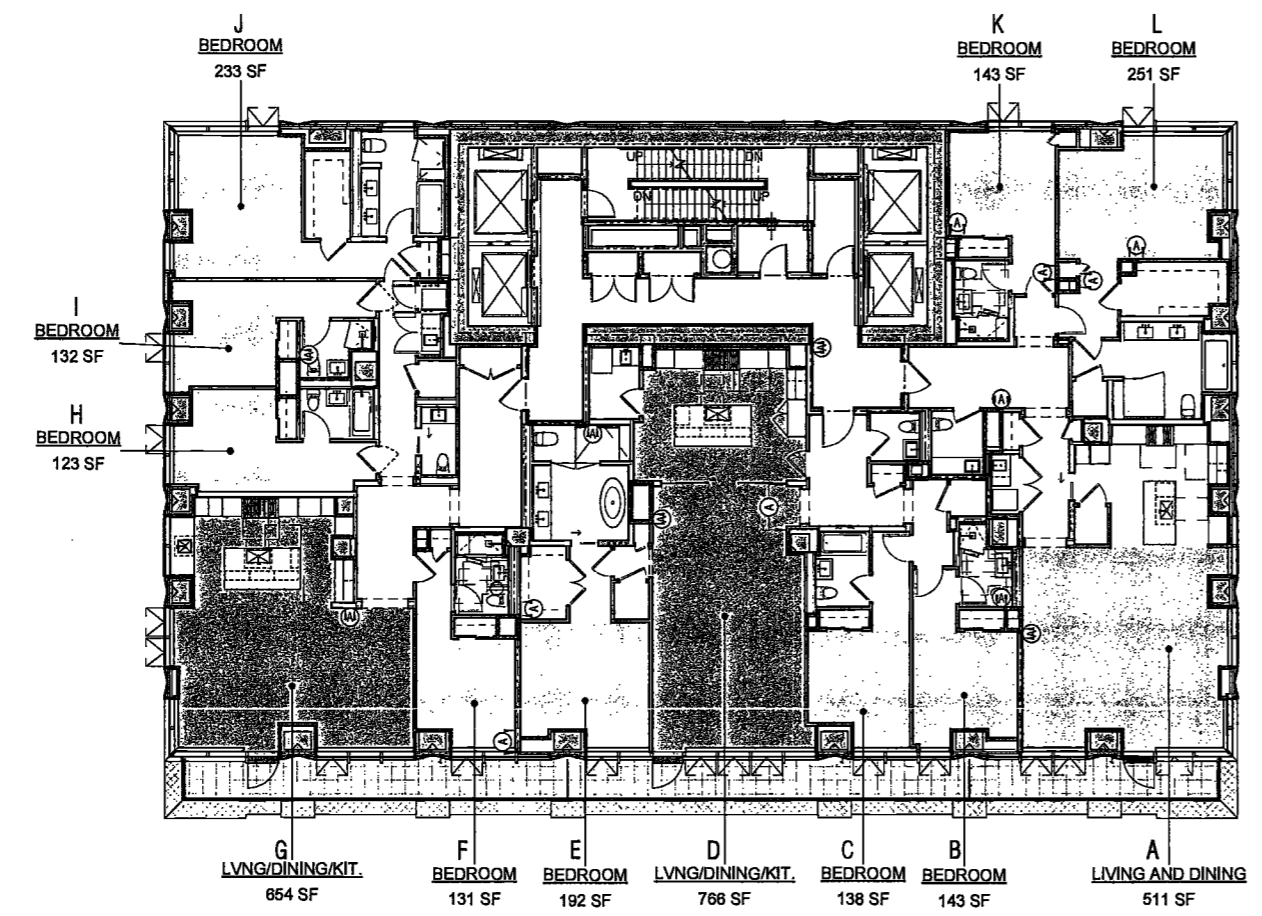 J
BEDROOM
233 SF
K
BEDROOM
143 SF
L
BEDROOM
251 SF
UP
DN
DN
UP
A
A
A
A
I
BEDROOM
132 SF
A
H
BEDROOM
123 SF
A
A
A
A
A
A
A
A
A
A
G
LVNG/DINING/KIT.
654 SF
F
BEDROOM
131 SF
E
BEDROOM
192 SF
D
LVNG/DINING/KIT.
766 SF
C
BEDROOM
138 SF
B
BEDROOM
143 SF
A
LIVING AND DINING
511 SF